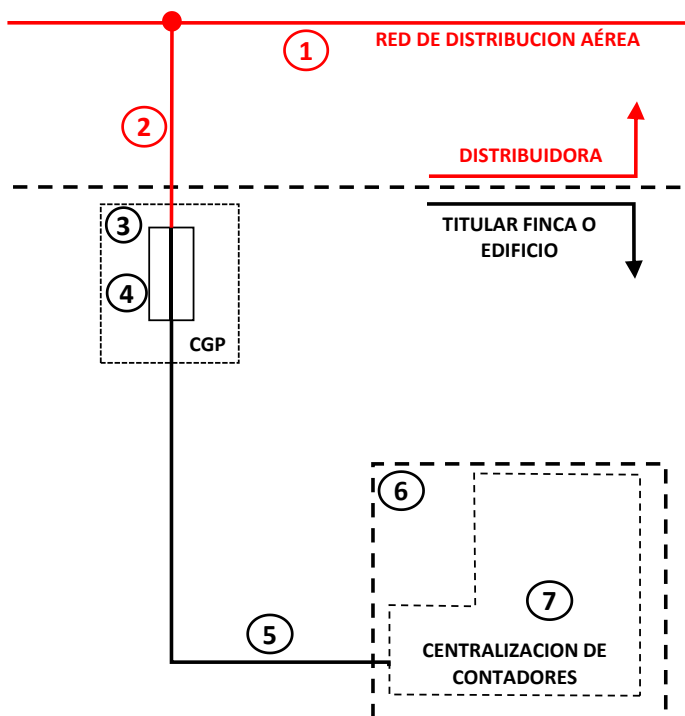 1
RED DE DISTRIBUCION AÉREA
2
DISTRIBUIDORA
3
TITULAR FINCA O
EDIFICIO
4
CGP
6
7
5
CENTRALIZACION DE
CONTADORES